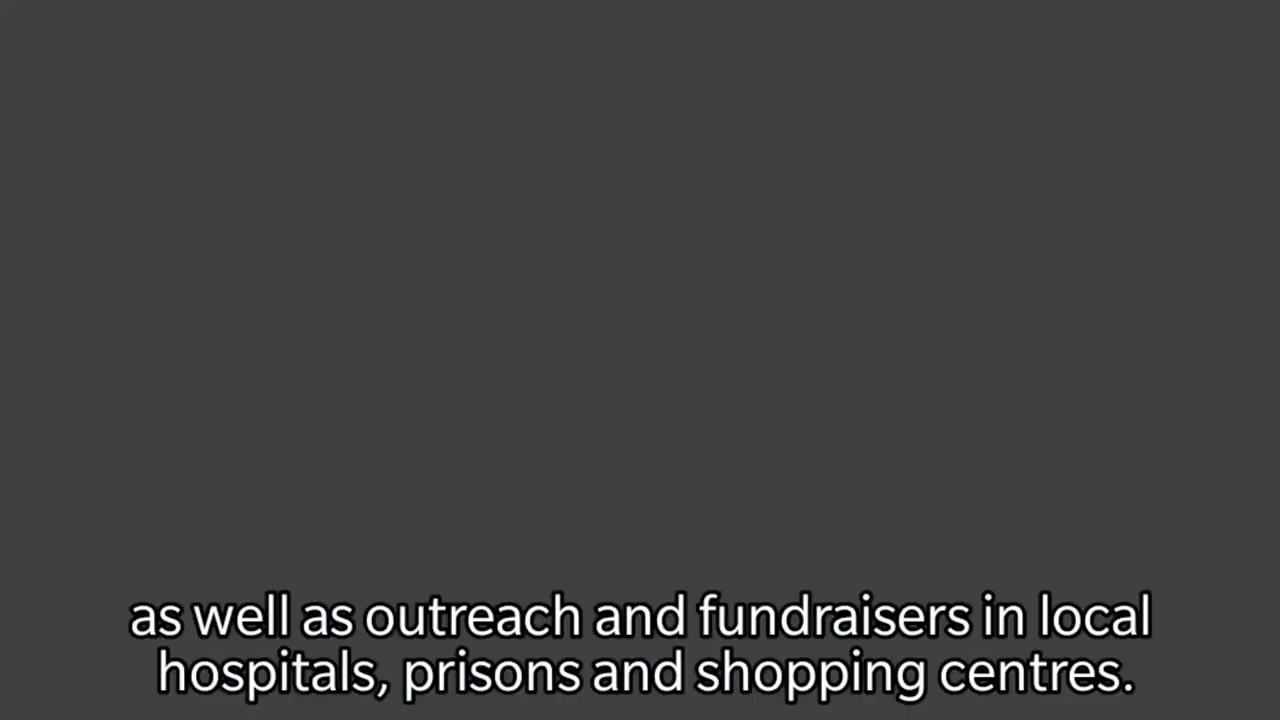 as well as outreach and fundraisers in local
hospitals, prisons and shopping centres.